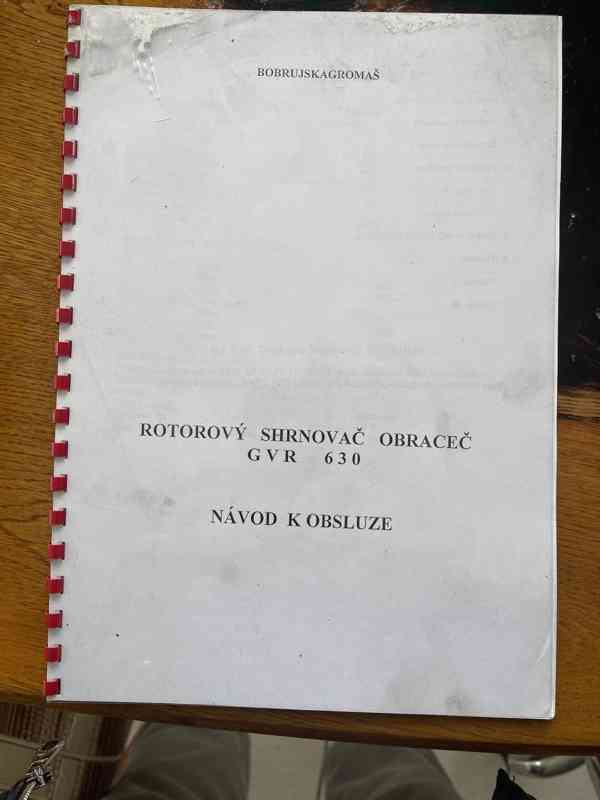 BOBRUJSKAGROMAŠ
ROTOROVÝ SHRNOVAČ OBRACEČ
GVR 630
NÁVOD K OBSLUZE